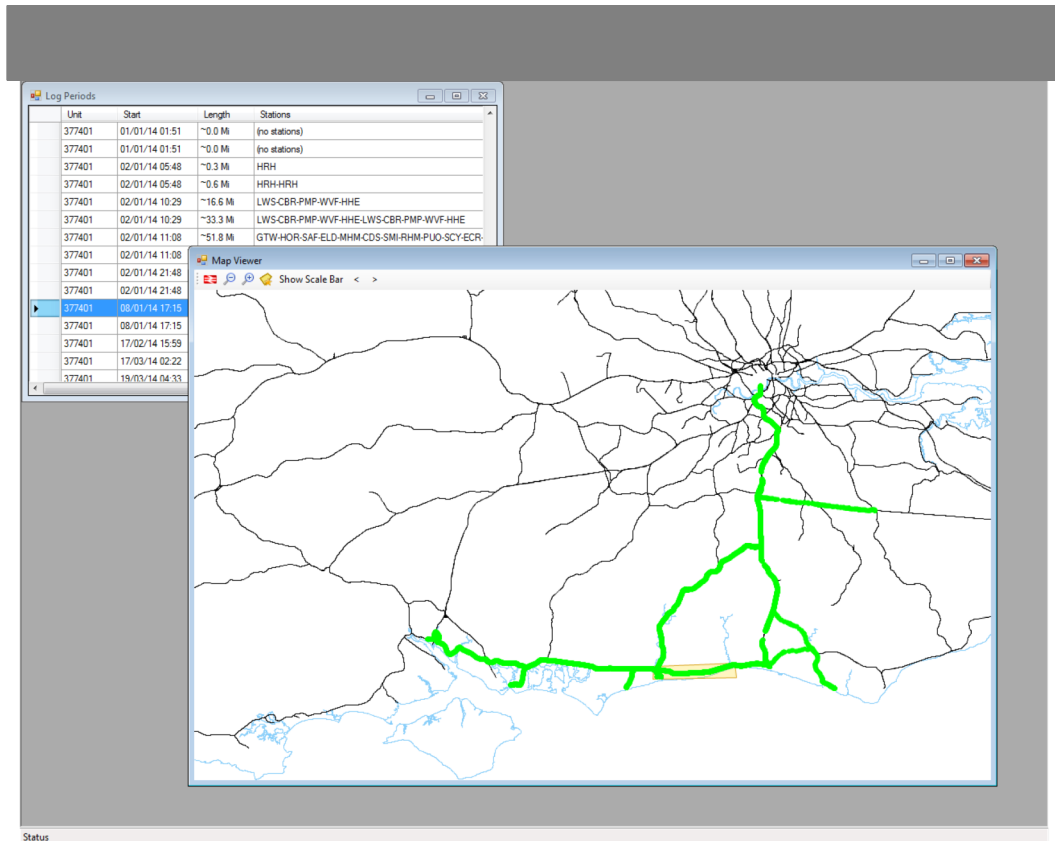 Log Periods
Unit Start Length Stations
377401 01/01/14 01:51 ~0.0 Mi (no stations)
377401 01/01/14 01:51 ~0.0 Mi (no stations)
377401 02/01/14 05:48 ~0.3 Mi HRH
377401 02/01/14 05:48 ~0.6 Mi HRH-HRH
377401 02/01/14 10:29 ~16.6 Mi LWS-CBR-PMP-WVF-HHE
377401 02/01/14 10:29 ~33.3 Mi LWS-CBR-PMP-WVF-HHE-LWS-CBR-PMP-WVF-HHE
377401 02/01/14 11:08 ~51.8 Mi GTW-HOR-SAF-ELD-MHM-CDS-SMI-RHM-PUO-SCY-ECR-
377401 02/01/14 11:08
377401 02/01/14 21:48
377401 02/01/14 21:48
377401 08/01/14 17:15
377401 08/01/14 17:15
377401 17/02/14 15:59
377401 17/03/14 02:22
377401 19/03/14 04:33
Map Viewer
Show Scale Bar < >
Status